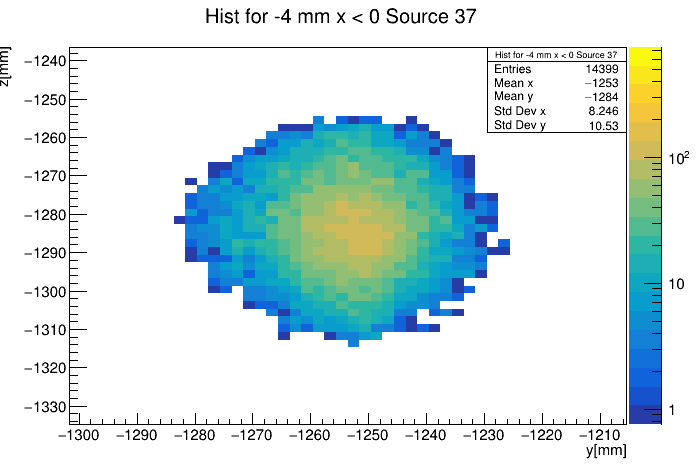 Hist for -4 mm x < 0 Source 37
z[mm]
Hist for -4 mm x < 0 Source 37
Entries 14399
Mean x −1253
Mean y −1284
Std Dev x 8.246
Std Dev y 10.53
−1240
−1250
−1260
−1270
−1280
−1290
−1300
−1310
−1320
−1330
10²
10
1
−1300 −1290 −1280 −1270 −1260 −1250 −1240 −1230 −1220 −1210
y[mm]